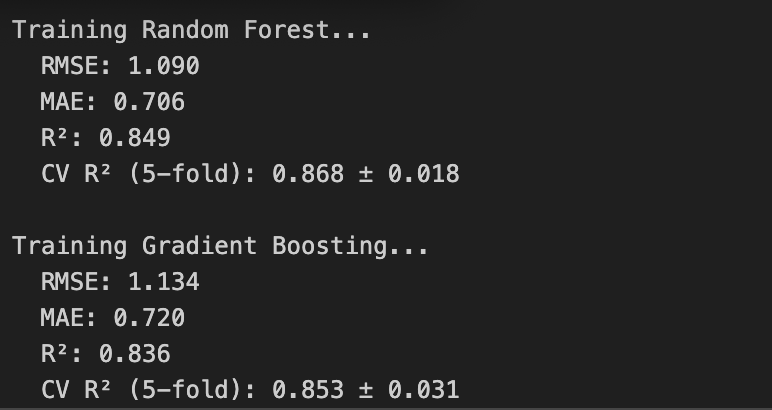 Training Random Forest...
RMSE: 1.090
MAE: 0.706
R²: 0.849
CV R² (5-fold): 0.868 ± 0.018
Training Gradient Boosting...
RMSE: 1.134
MAE: 0.720
R²: 0.836
CV R² (5-fold): 0.853 ± 0.031